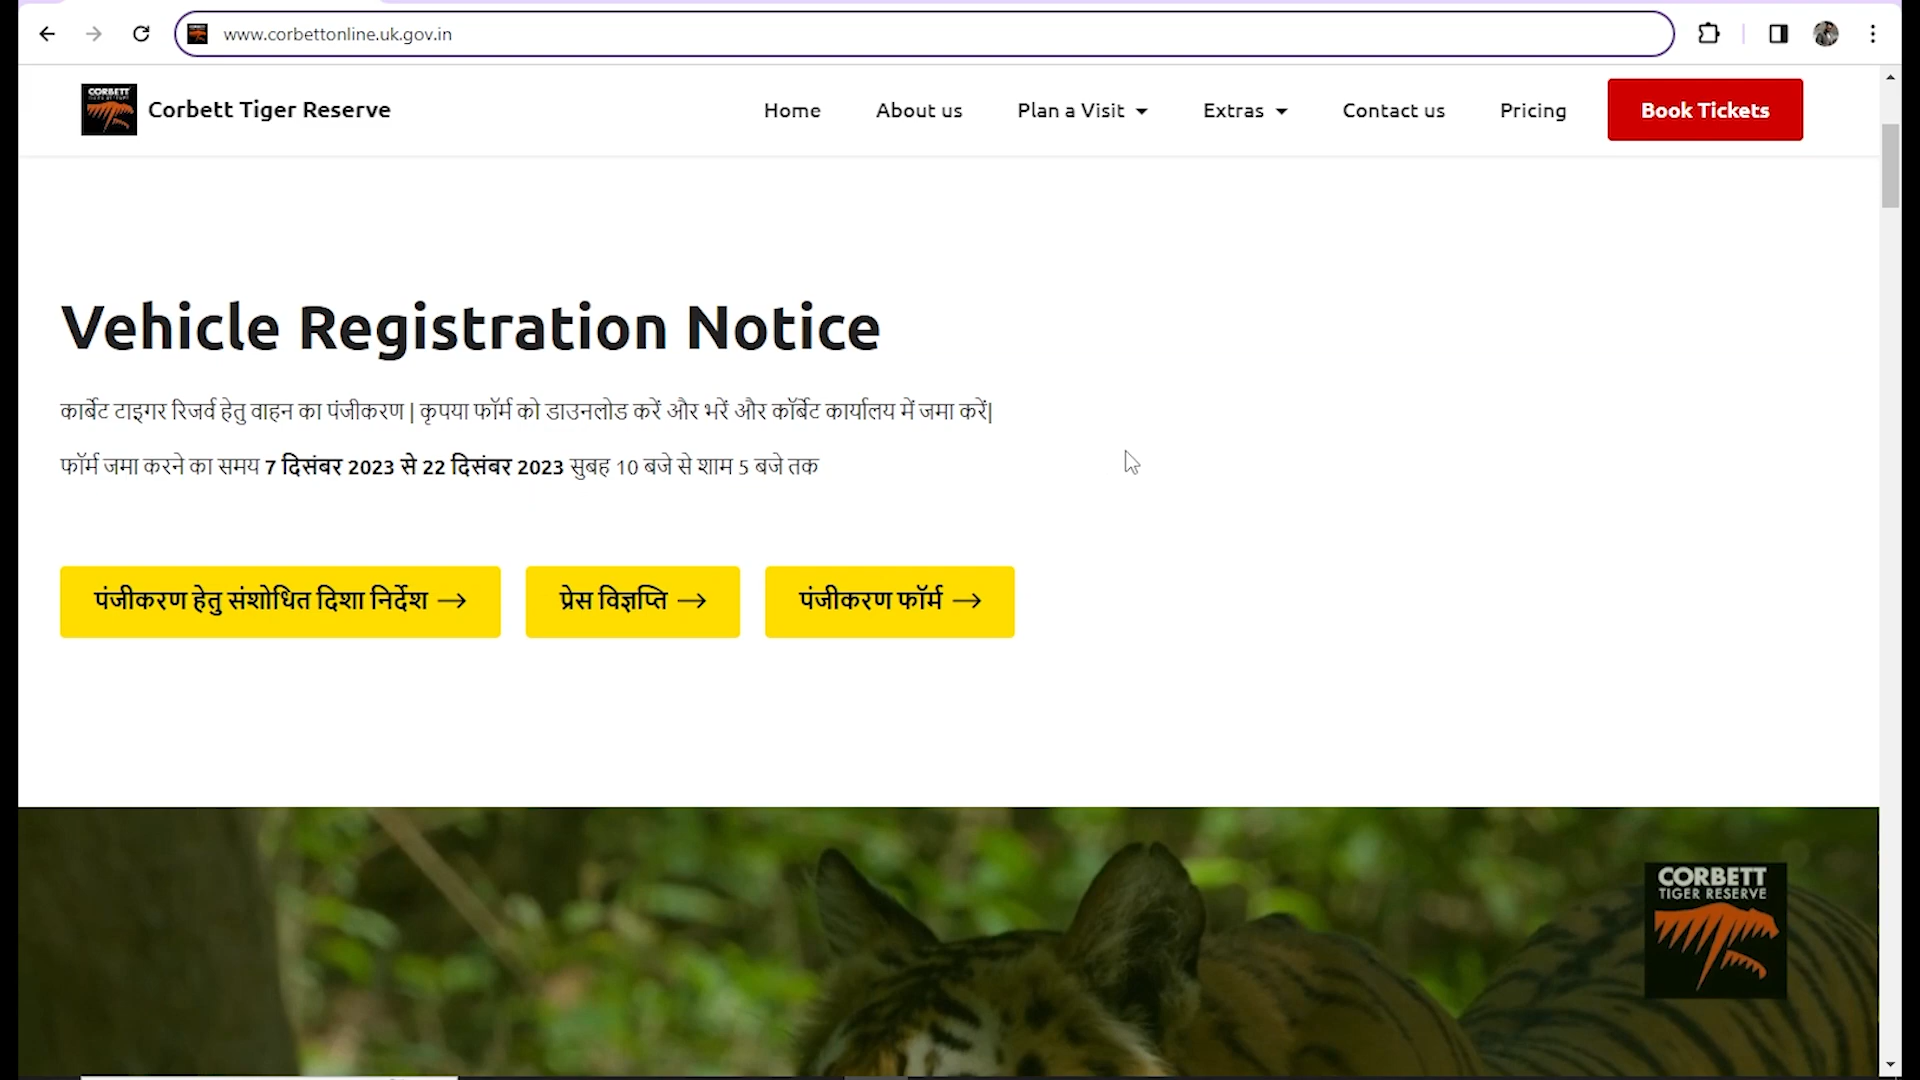 www.corbettonline.uk.gov.in
CORBETT
Corbett Tiger Reserve
Home
About us
Plan a Visit
Extras
Contact us
Pricing
Book Tickets
Vehicle Registration Notice
कार्बेट टाइगर रिजर्व हेतु वाहन का पंजीकरण | कृपया फॉर्म को डाउनलोड करें और भरें और कॉर्बेट कार्यालय में जमा करें|
फॉर्म जमा करने का समय 7 दिसंबर 2023 से 22 दिसंबर 2023 सुबह 10 बजे से शाम 5 बजे तक
पंजीकरण हेतु संशोधित दिशा निर्देश →
प्रेस विज्ञप्ति →
पंजीकरण फॉर्म →
CORBETT
TIGER RESERVE